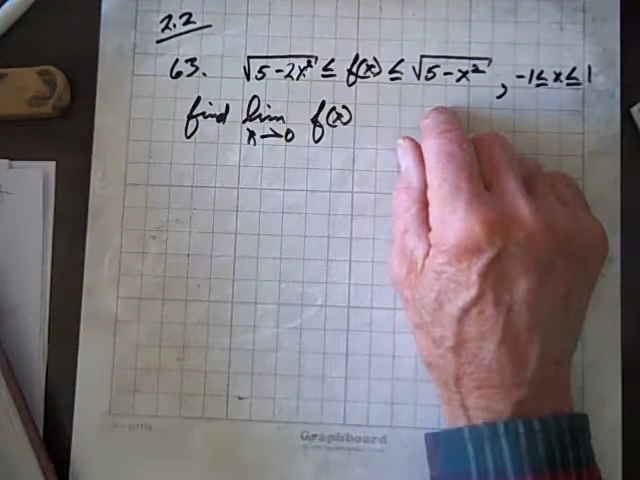 2.2
63. √5-2x² ≤ f(x) ≤ √5-x², -1≤x≤1
find lim f(x)
x→0
Graphboard